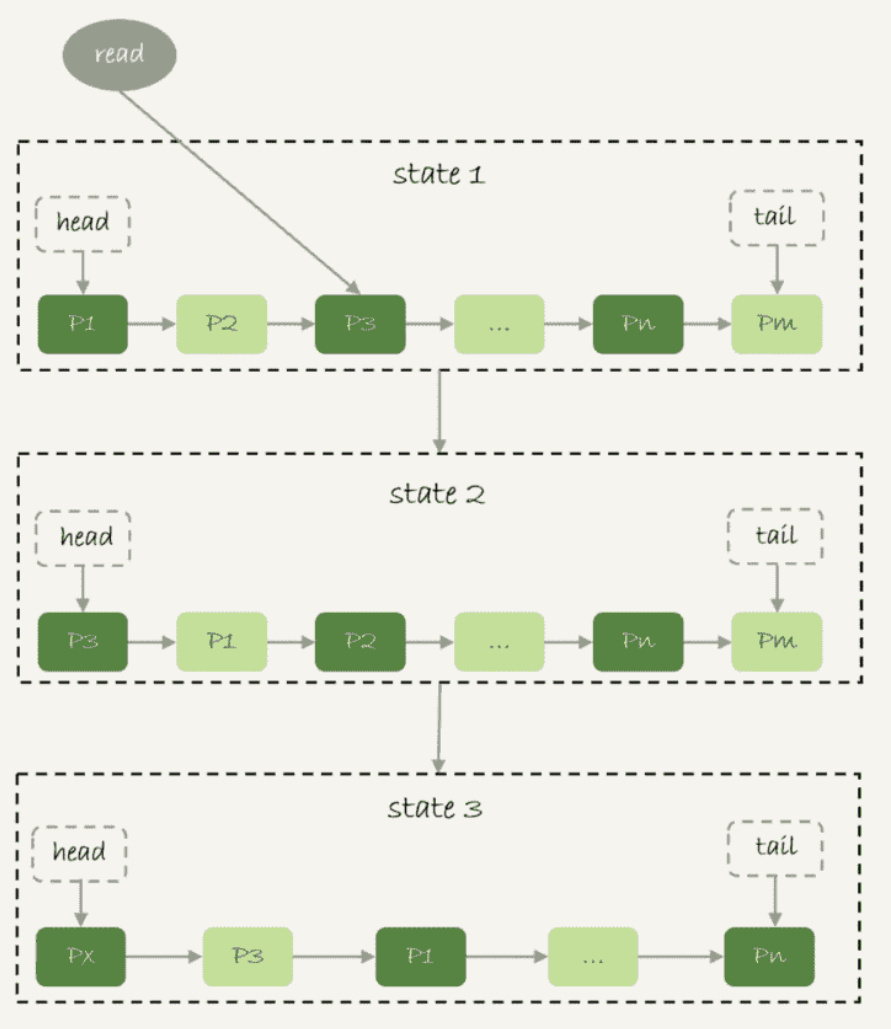 read
state 1
head
tail
P1
P2
P3
...
Pn
Pm
state 2
head
tail
P3
P1
P2
...
Pn
Pm
state 3
head
tail
Px
P3
P1
...
Pn